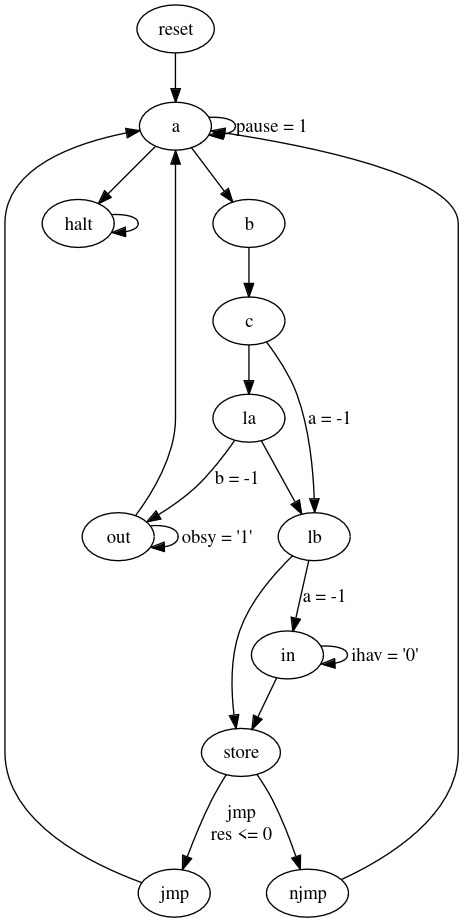 reset
a
pause = 1
halt
b
c
la
a = -1
b = -1
out
obsy = '1'
lb
a = -1
in
ihav = '0'
store
jmp
res <= 0
jmp
njmp